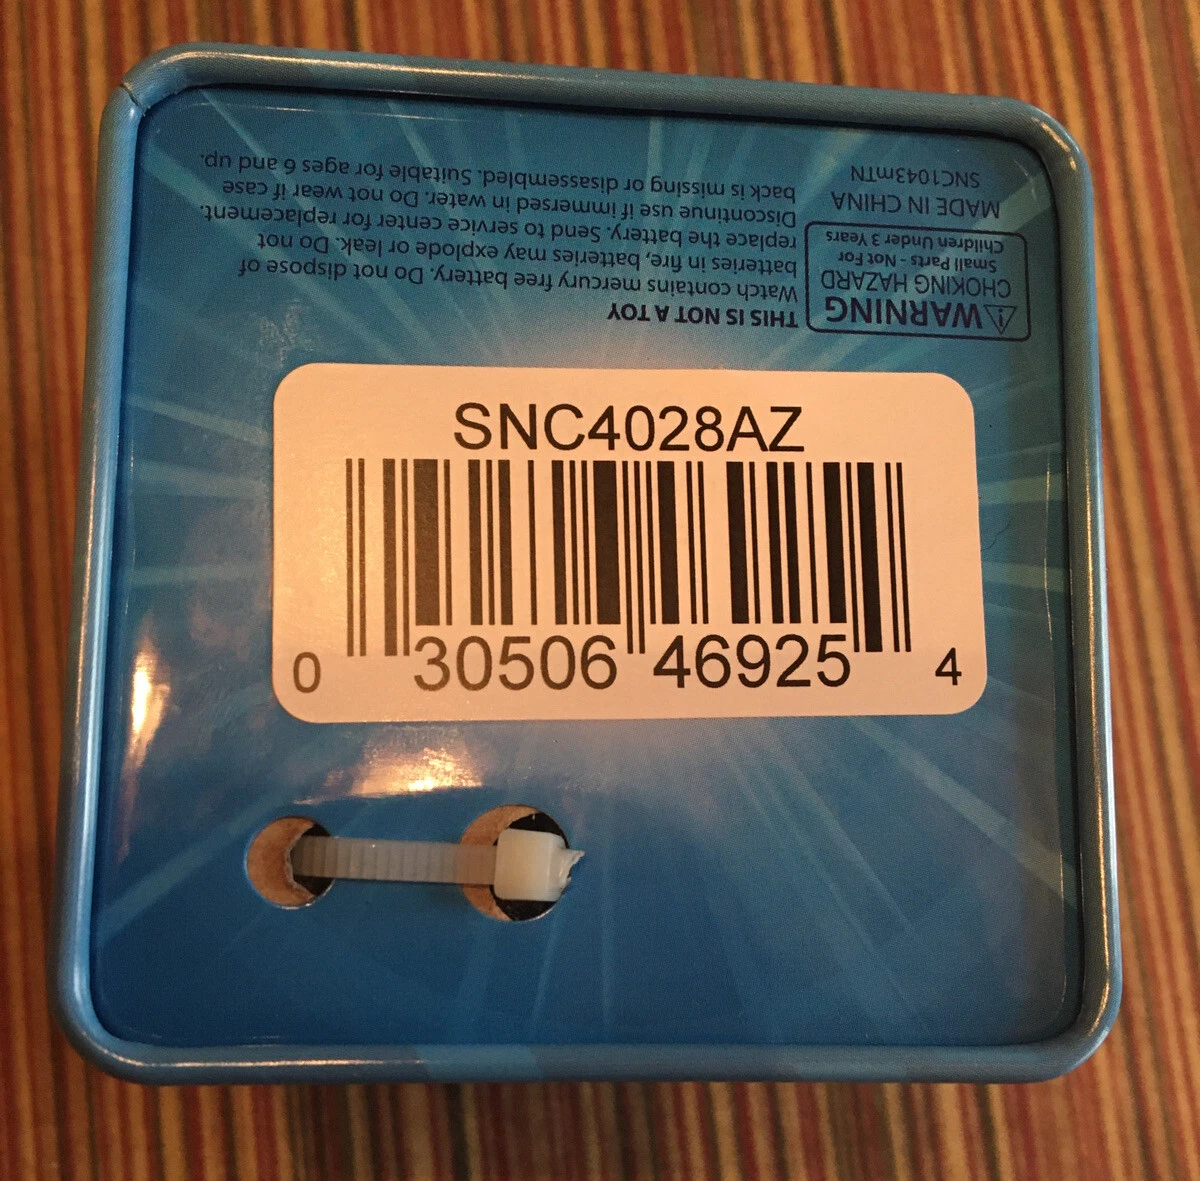 SNC4028AZ
0 30506 46925 4
⚠WARNING
CHOKING HAZARD
Small Parts - Not For
Children Under 3 Years
MADE IN CHINA
SNC1043mTN
THIS IS NOT A TOY
Watch contains mercury free battery. Do not dispose of
batteries in fire, batteries may explode or leak. Do not
replace the battery. Send to service center for replacement.
Discontinue use if immersed in water. Do not wear if case
back is missing or disassembled. Suitable for ages 6 and up.